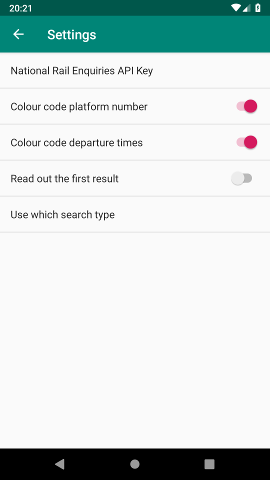 20:21
Settings
National Rail Enquiries API Key
Colour code platform number
Colour code departure times
Read out the first result
Use which search type